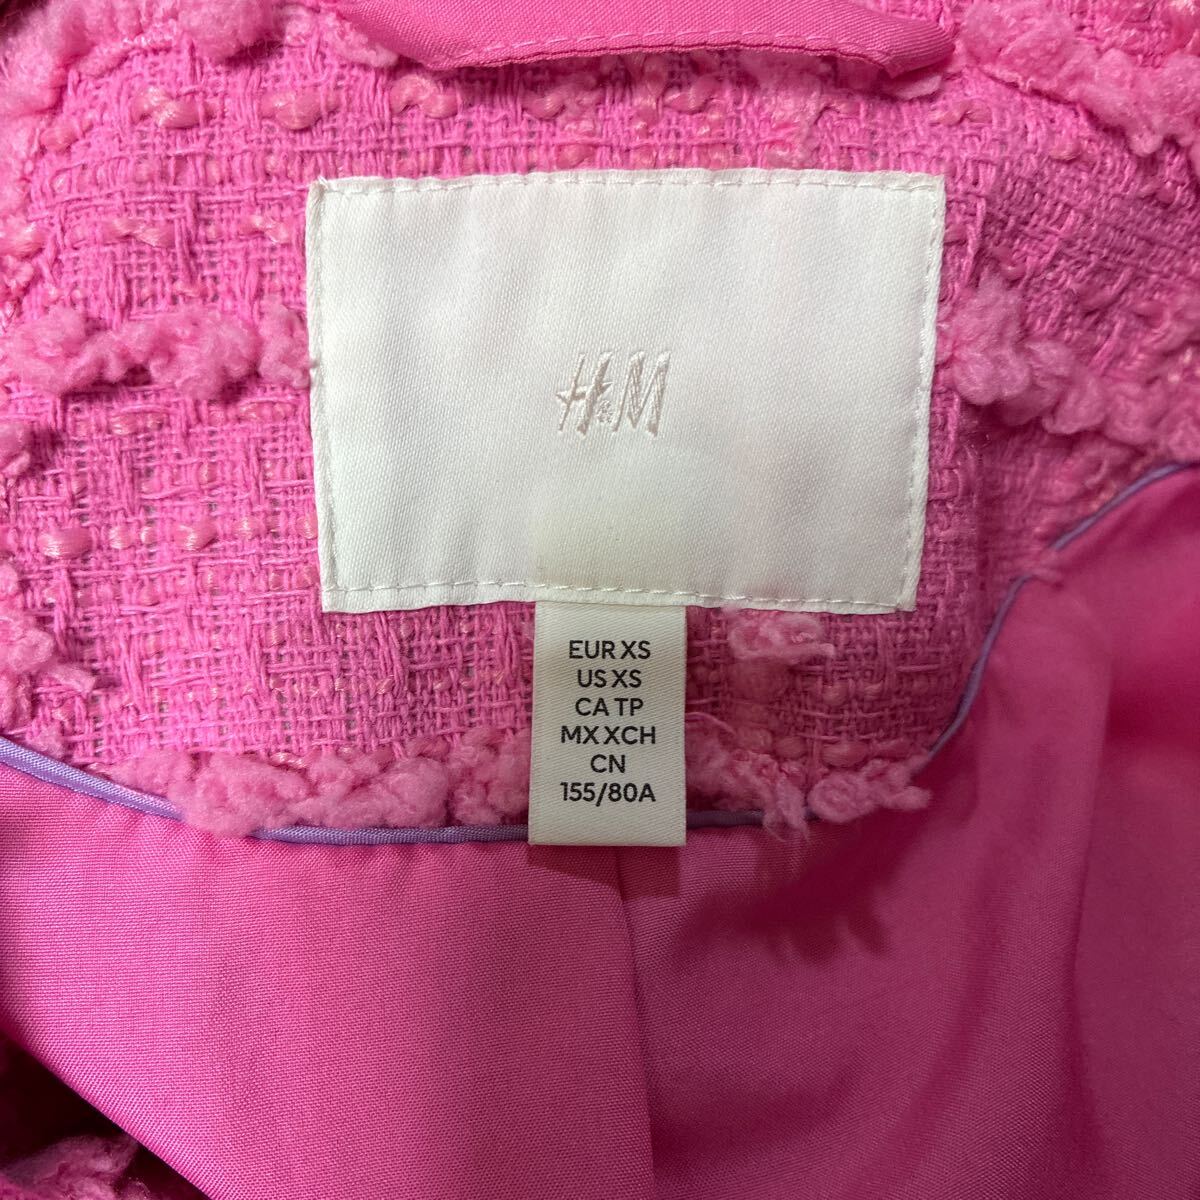 H&M
EUR XS
US XS
CA TP
MX XCH
CN
155/80A